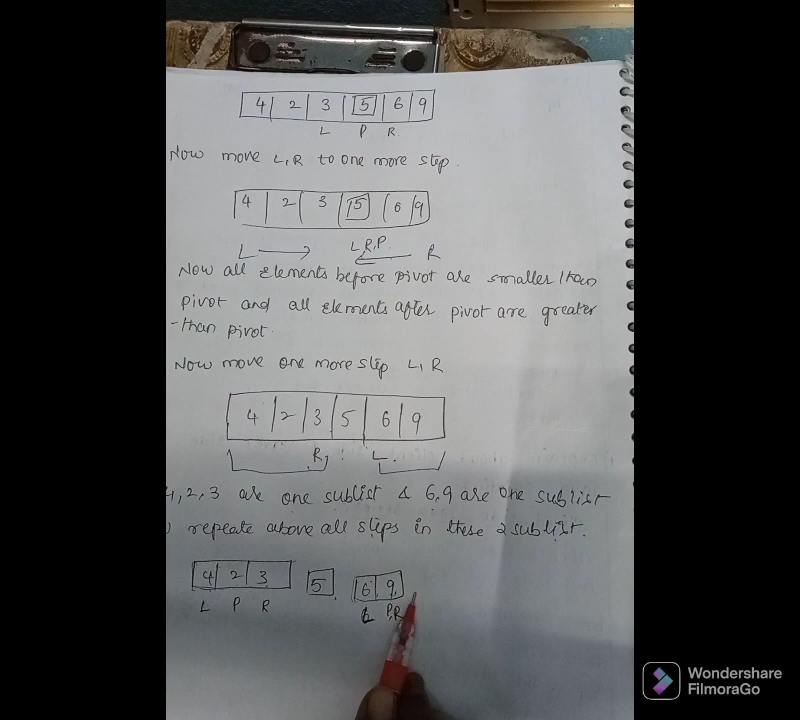 4 2 3 5 6 9
L P R
Now move L,R to one more step.
4 2 3 5 6 9
L → L,R,P ← R
Now all Elements before pivot are smaller than
pivot and all Elements after pivot are greater
than pivot.
Now move one more step L, R
4 2 3 5 6 9
R L
4,2,3 are one sublist & 6,9 are one sublist
repeate above all steps in these 2 sublist.
4 2 3 5 6 9
L P R L P,R
Wondershare
FilmoraGo